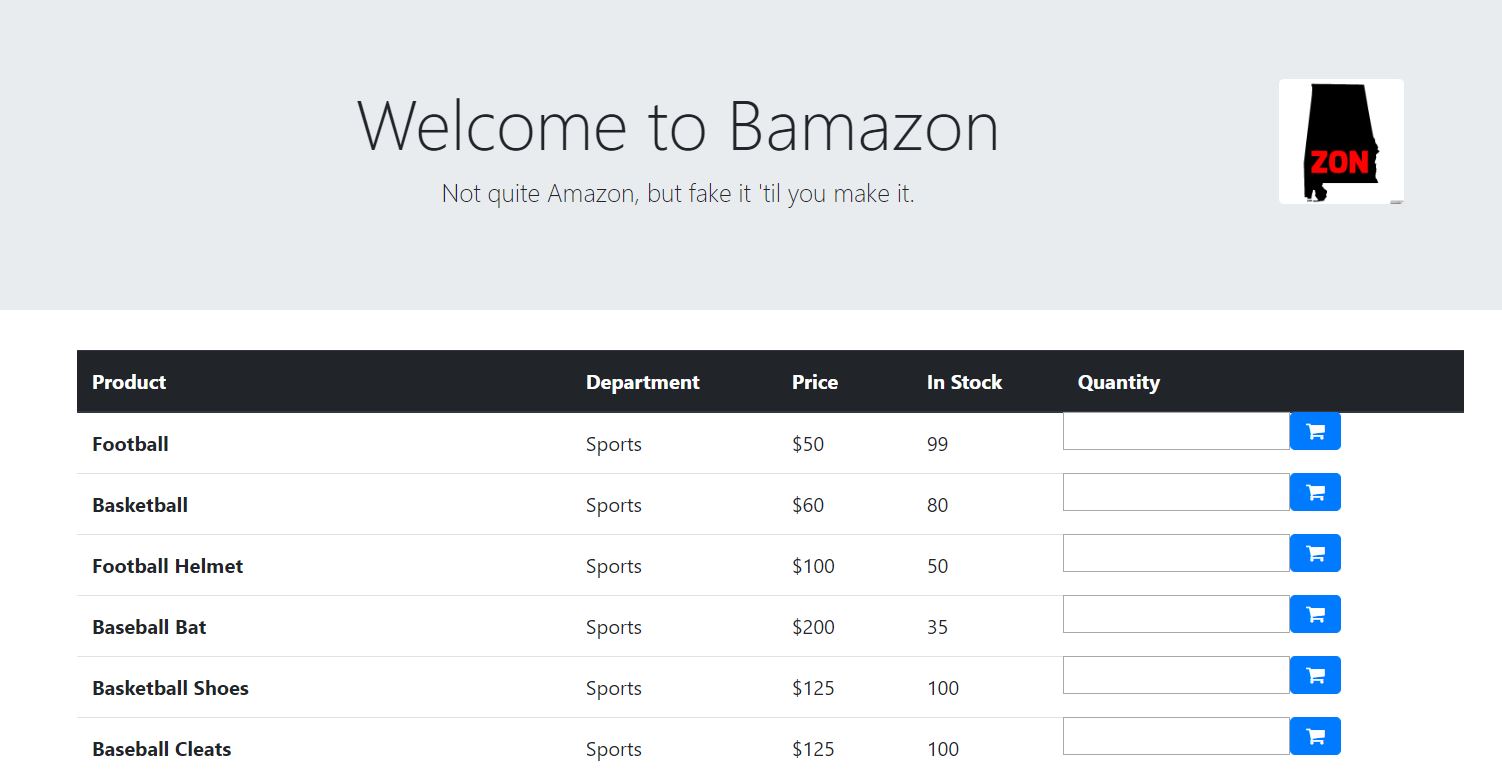 Welcome to Bamazon
Not quite Amazon, but fake it 'til you make it.
ZON
Product Department Price In Stock Quantity
Football Sports $50 99
Basketball Sports $60 80
Football Helmet Sports $100 50
Baseball Bat Sports $200 35
Basketball Shoes Sports $125 100
Baseball Cleats Sports $125 100